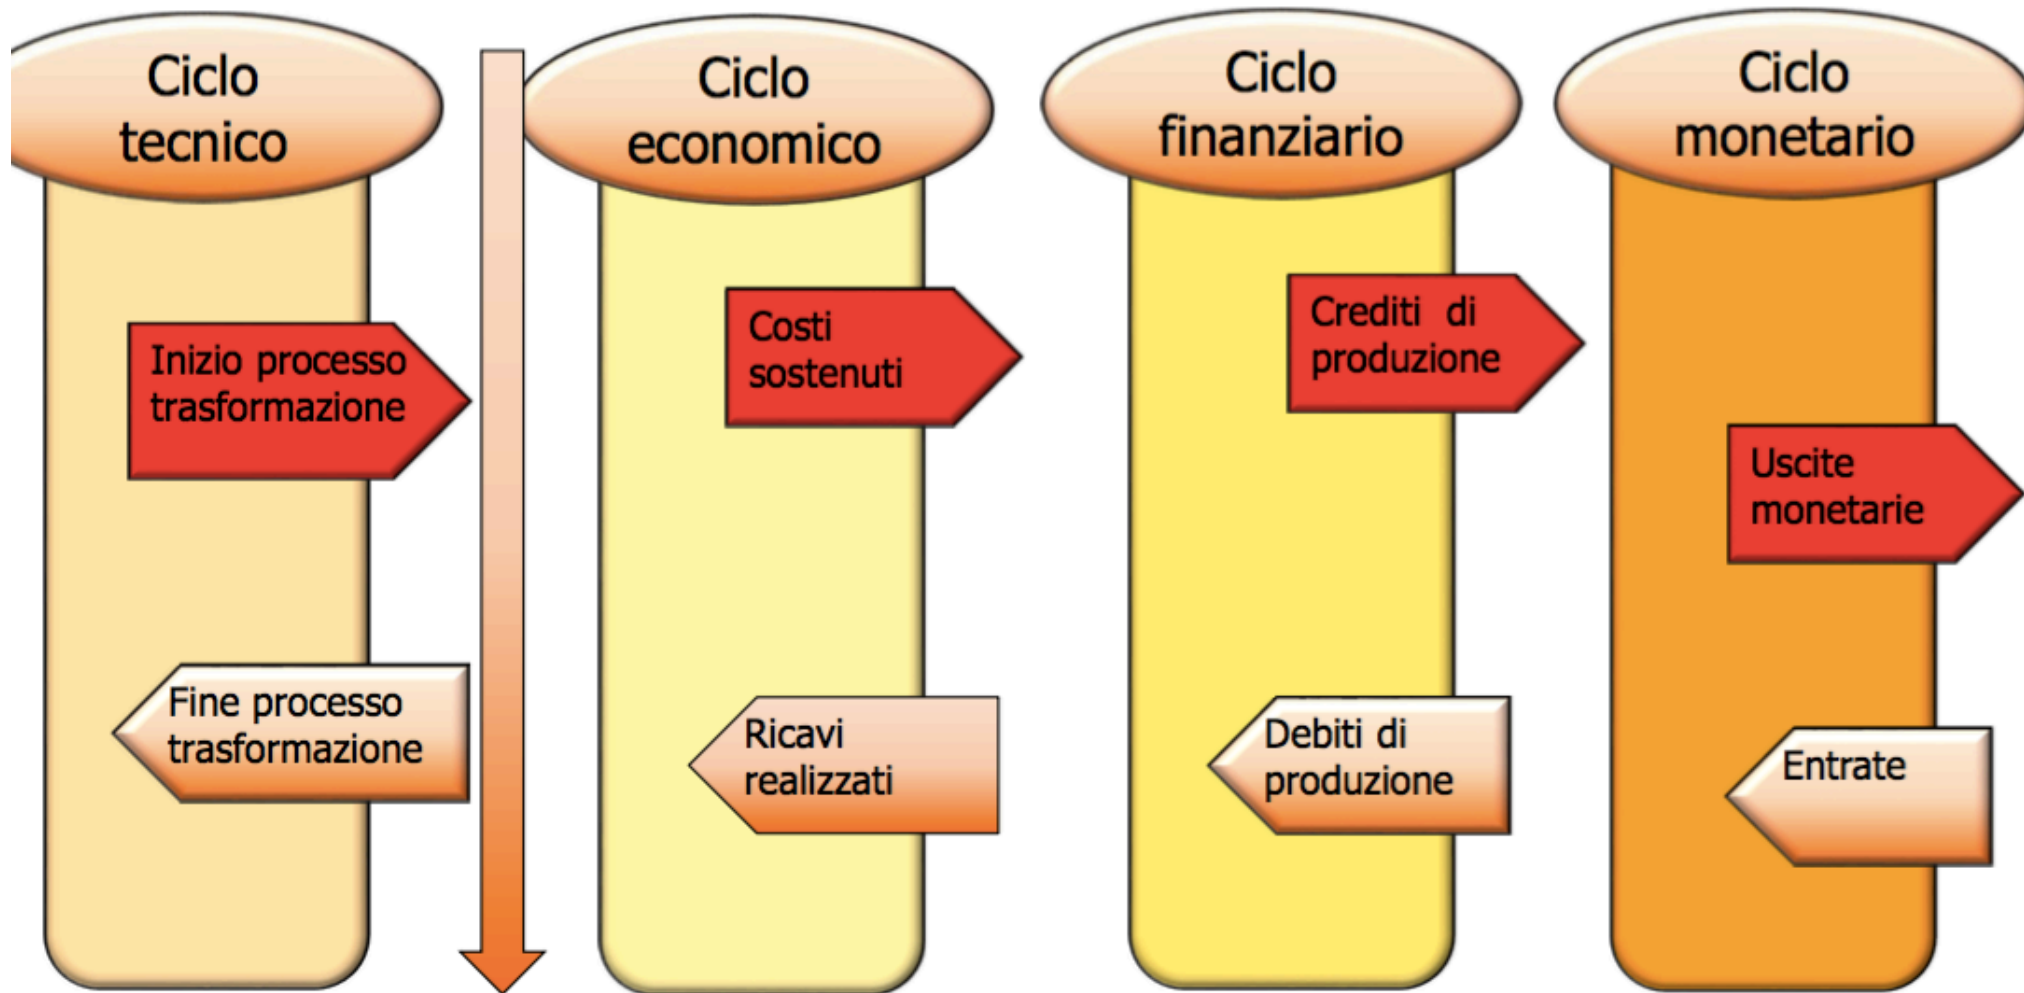 Ciclo
tecnico
Inizio processo
trasformazione
Fine processo
trasformazione
Ciclo
economico
Costi
sostenuti
Ricavi
realizzati
Ciclo
finanziario
Crediti di
produzione
Debiti di
produzione
Ciclo
monetario
Uscite
monetarie
Entrate